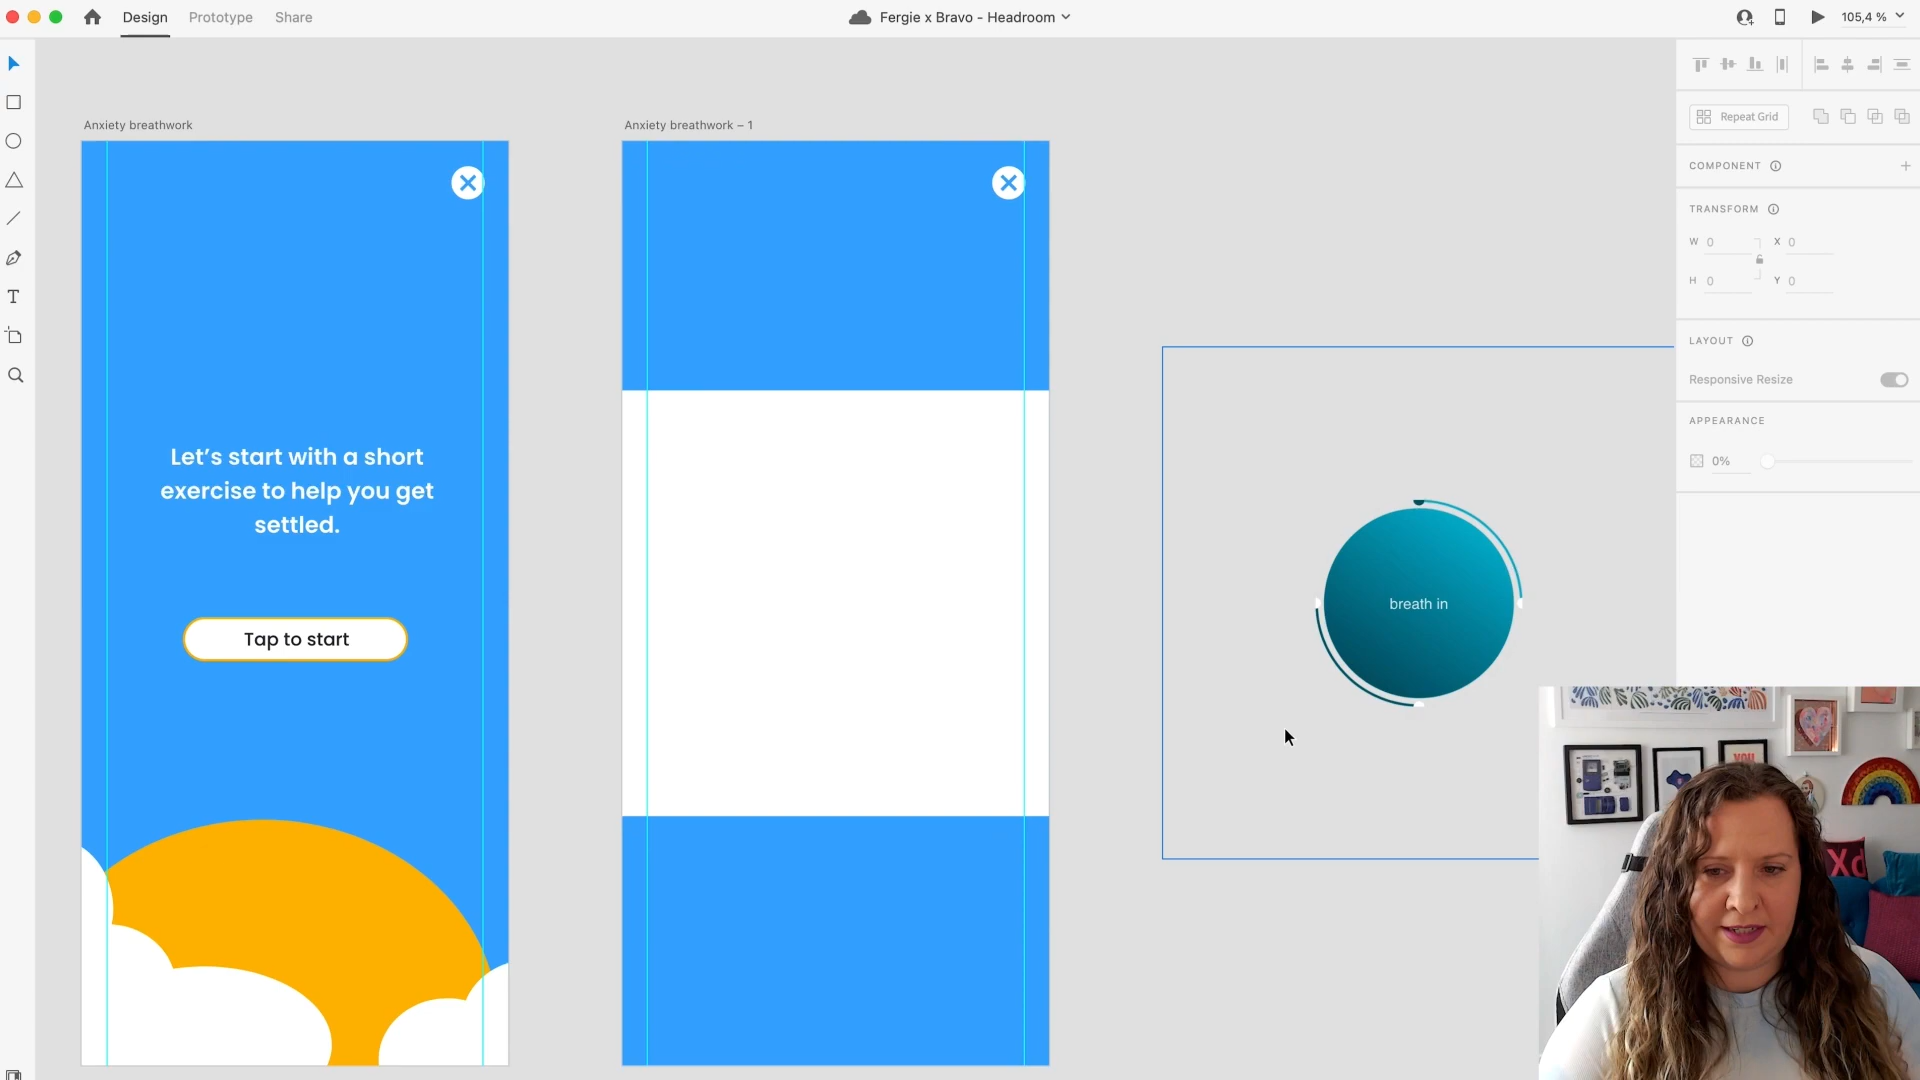 Design
Prototype
Share
Fergie x Bravo - Headroom
105,4 %
Repeat Grid
COMPONENT
TRANSFORM
W 0
X 0
H 0
Y 0
LAYOUT
Responsive Resize
APPEARANCE
0%
T
Anxiety breathwork
Let’s start with a short
exercise to help you get
settled.
Tap to start
Anxiety breathwork – 1
breath in
YOU
Xd